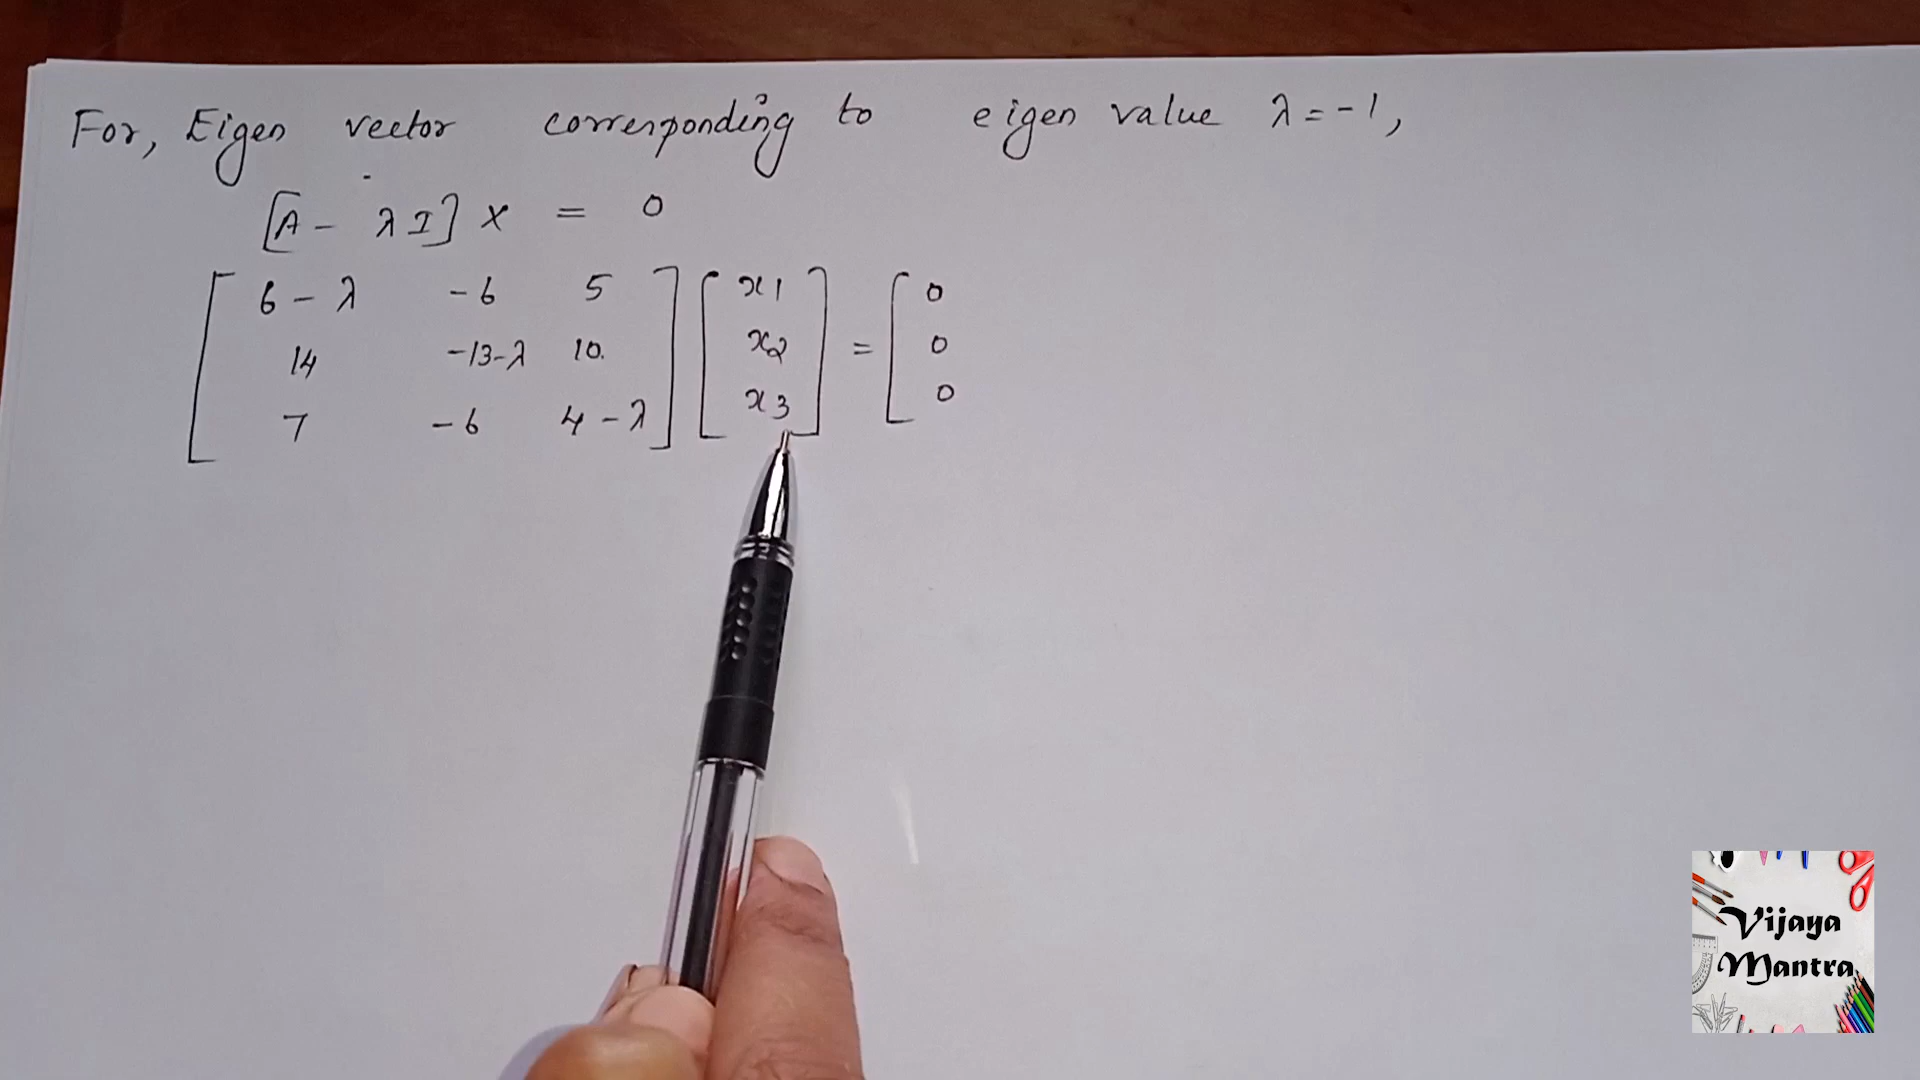 For, Eigen vector corresponding to eigen value λ = -1,
[A - λI] X = 0
[6 - λ -6 5] [x1] = [0]
[14 -13-λ 10.] [x2] [0]
[7 -6 4 - λ] [x3] [0]
Vijaya
Mantra